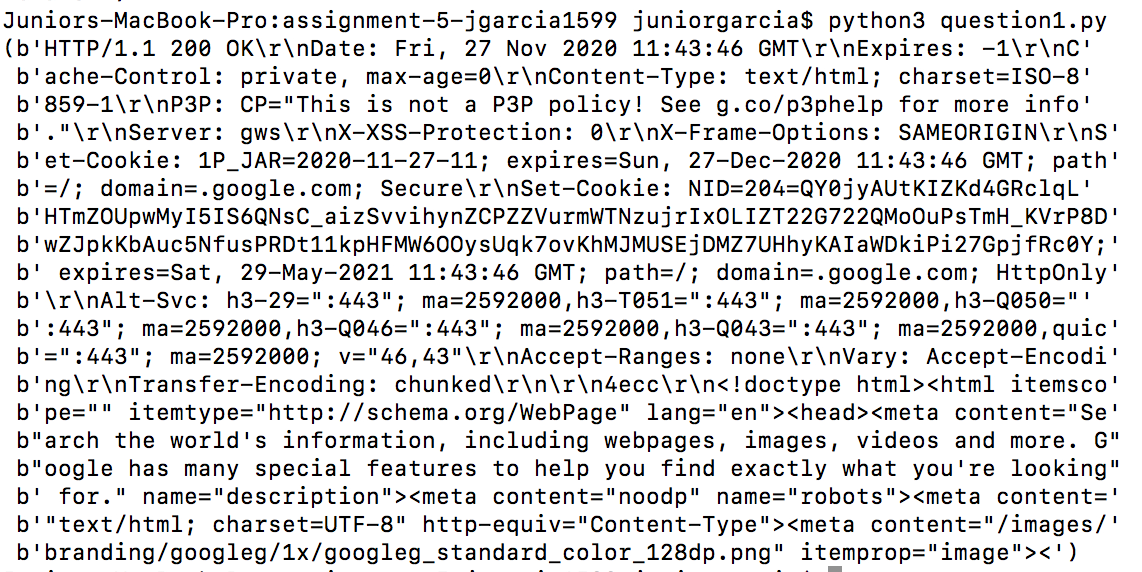 Juniors-MacBook-Pro:assignment-5-jgarcia1599 juniorgarcia$ python3 question1.py
(b'HTTP/1.1 200 OK\r\nDate: Fri, 27 Nov 2020 11:43:46 GMT\r\nExpires: -1\r\nC'
 b'ache-Control: private, max-age=0\r\nContent-Type: text/html; charset=ISO-8'
 b'859-1\r\nP3P: CP="This is not a P3P policy! See g.co/p3phelp for more info'
 b'."\r\nServer: gws\r\nX-XSS-Protection: 0\r\nX-Frame-Options: SAMEORIGIN\r\nS'
 b'et-Cookie: 1P_JAR=2020-11-27-11; expires=Sun, 27-Dec-2020 11:43:46 GMT; path'
 b'=/; domain=.google.com; Secure\r\nSet-Cookie: NID=204=QY0jyAUtKIZKd4GRclqL'
 b'HTmZOUpwMyI5IS6QNsC_aizSvvihynZCPZZVurmWTNzujrIxOLIZT22G722QMoOuPsTmH_KVrP8D'
 b'wZJpkKbAuc5NfusPRDt11kpHFMW6OOysUqk7ovKhMJMUSEjDMZ7UHhyKAIaWDkiPi27GpjfRc0Y;'
 b' expires=Sat, 29-May-2021 11:43:46 GMT; path=/; domain=.google.com; HttpOnly'
 b'\r\nAlt-Svc: h3-29=":443"; ma=2592000,h3-T051=":443"; ma=2592000,h3-Q050="'
 b':443"; ma=2592000,h3-Q046=":443"; ma=2592000,h3-Q043=":443"; ma=2592000,quic'
 b'=":443"; ma=2592000; v="46,43"\r\nAccept-Ranges: none\r\nVary: Accept-Encodi'
 b'ng\r\nTransfer-Encoding: chunked\r\n\r\n4ecc\r\n<!doctype html><html itemsco'
 b'pe="" itemtype="http://schema.org/WebPage" lang="en"><head><meta content="Se'
 b"arch the world's information, including webpages, images, videos and more. G"
 b"oogle has many special features to help you find exactly what you're looking"
 b' for." name="description"><meta content="noodp" name="robots"><meta content='
 b'"text/html; charset=UTF-8" http-equiv="Content-Type"><meta content="/images/'
 b'branding/googleg/1x/googleg_standard_color_128dp.png" itemprop="image"><')